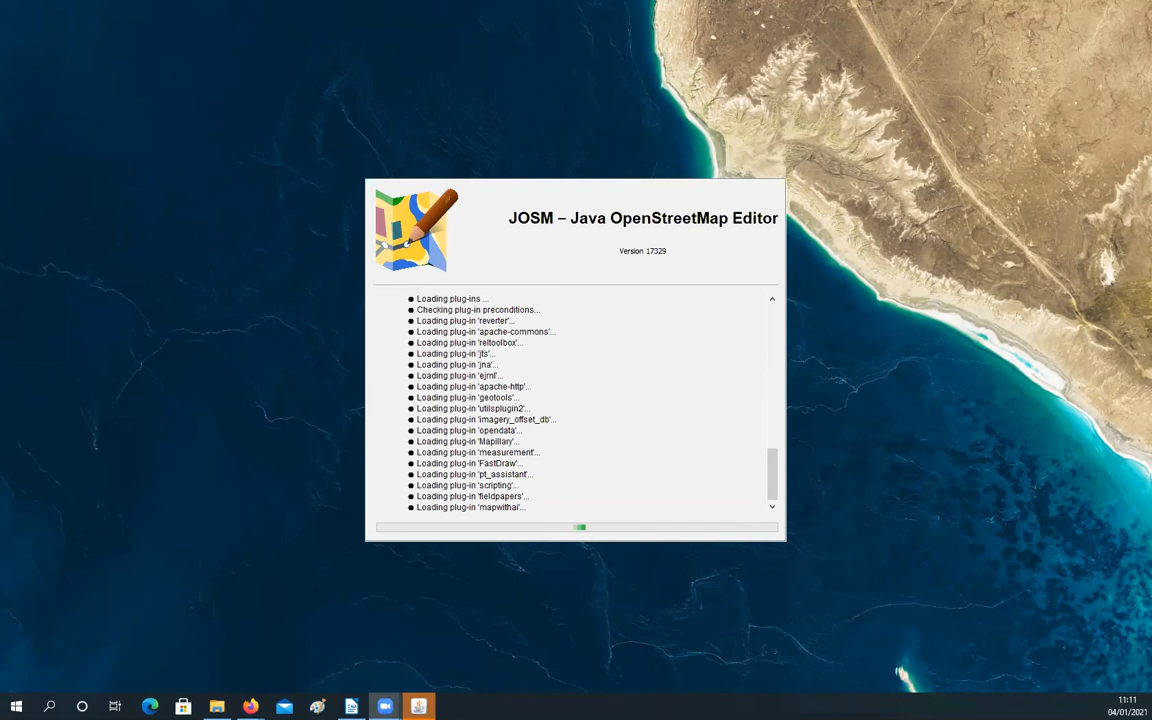 JOSM – Java OpenStreetMap Editor
Version 17329
Loading plug-ins ...
Checking plug-in preconditions...
Loading plug-in 'reverter'...
Loading plug-in 'apache-commons'...
Loading plug-in 'reltoolbox'...
Loading plug-in 'jts'...
Loading plug-in 'jna'...
Loading plug-in 'ejml'...
Loading plug-in 'apache-http'...
Loading plug-in 'geotools'...
Loading plug-in 'utilsplugin2'...
Loading plug-in 'imagery_offset_db'...
Loading plug-in 'opendata'...
Loading plug-in 'Mapillary'...
Loading plug-in 'measurement'...
Loading plug-in 'FastDraw'...
Loading plug-in 'pt_assistant'...
Loading plug-in 'scripting'...
Loading plug-in 'fieldpapers'...
Loading plug-in 'mapwithai'...
11:11
04/01/2021